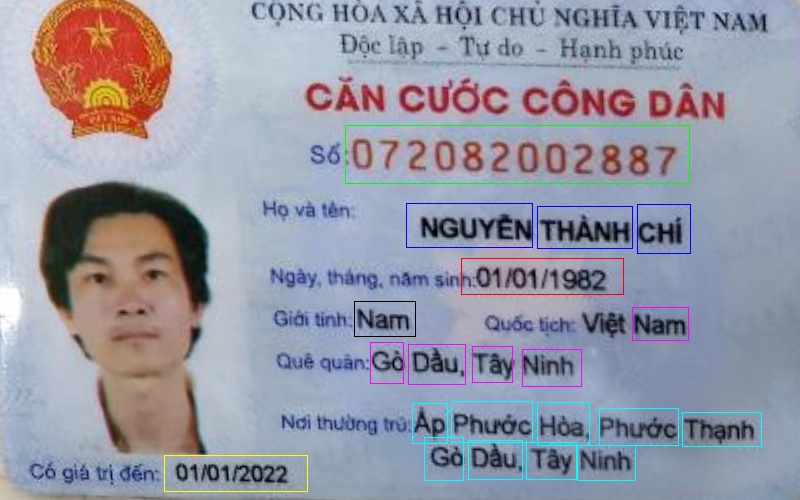 CỘNG HÒA XÃ HỘI CHỦ NGHĨA VIỆT NAM
Độc lập - Tự do - Hạnh phúc
CĂN CƯỚC CÔNG DÂN
Số: 072082002887
Họ và tên: NGUYỄN THÀNH CHÍ
Ngày, tháng, năm sinh: 01/01/1982
Giới tính: Nam Quốc tịch: Việt Nam
Quê quán: Gò Dầu, Tây Ninh
Nơi thường trú: Ấp Phước Hòa, Phước Thạnh
Gò Dầu, Tây Ninh
Có giá trị đến: 01/01/2022